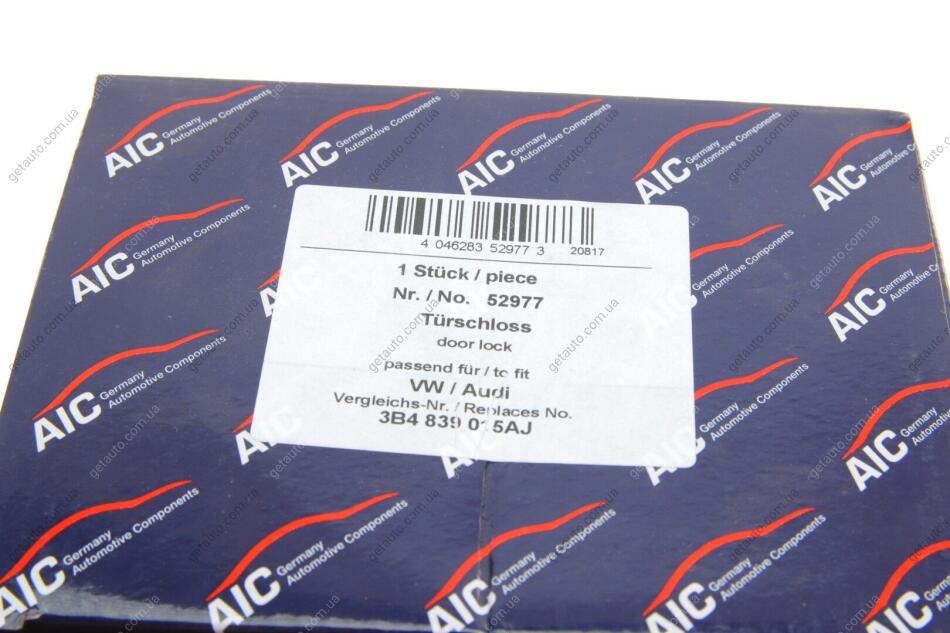 AIC Germany Automotive Components
4 046283 52977 3 20817
1 Stück / piece
Nr. / No. 52977
Türschloss
door lock
passend für / to fit
VW / Audi
Vergleichs-Nr. / Replaces No.
3B4 839 015AJ
getauto.com.ua